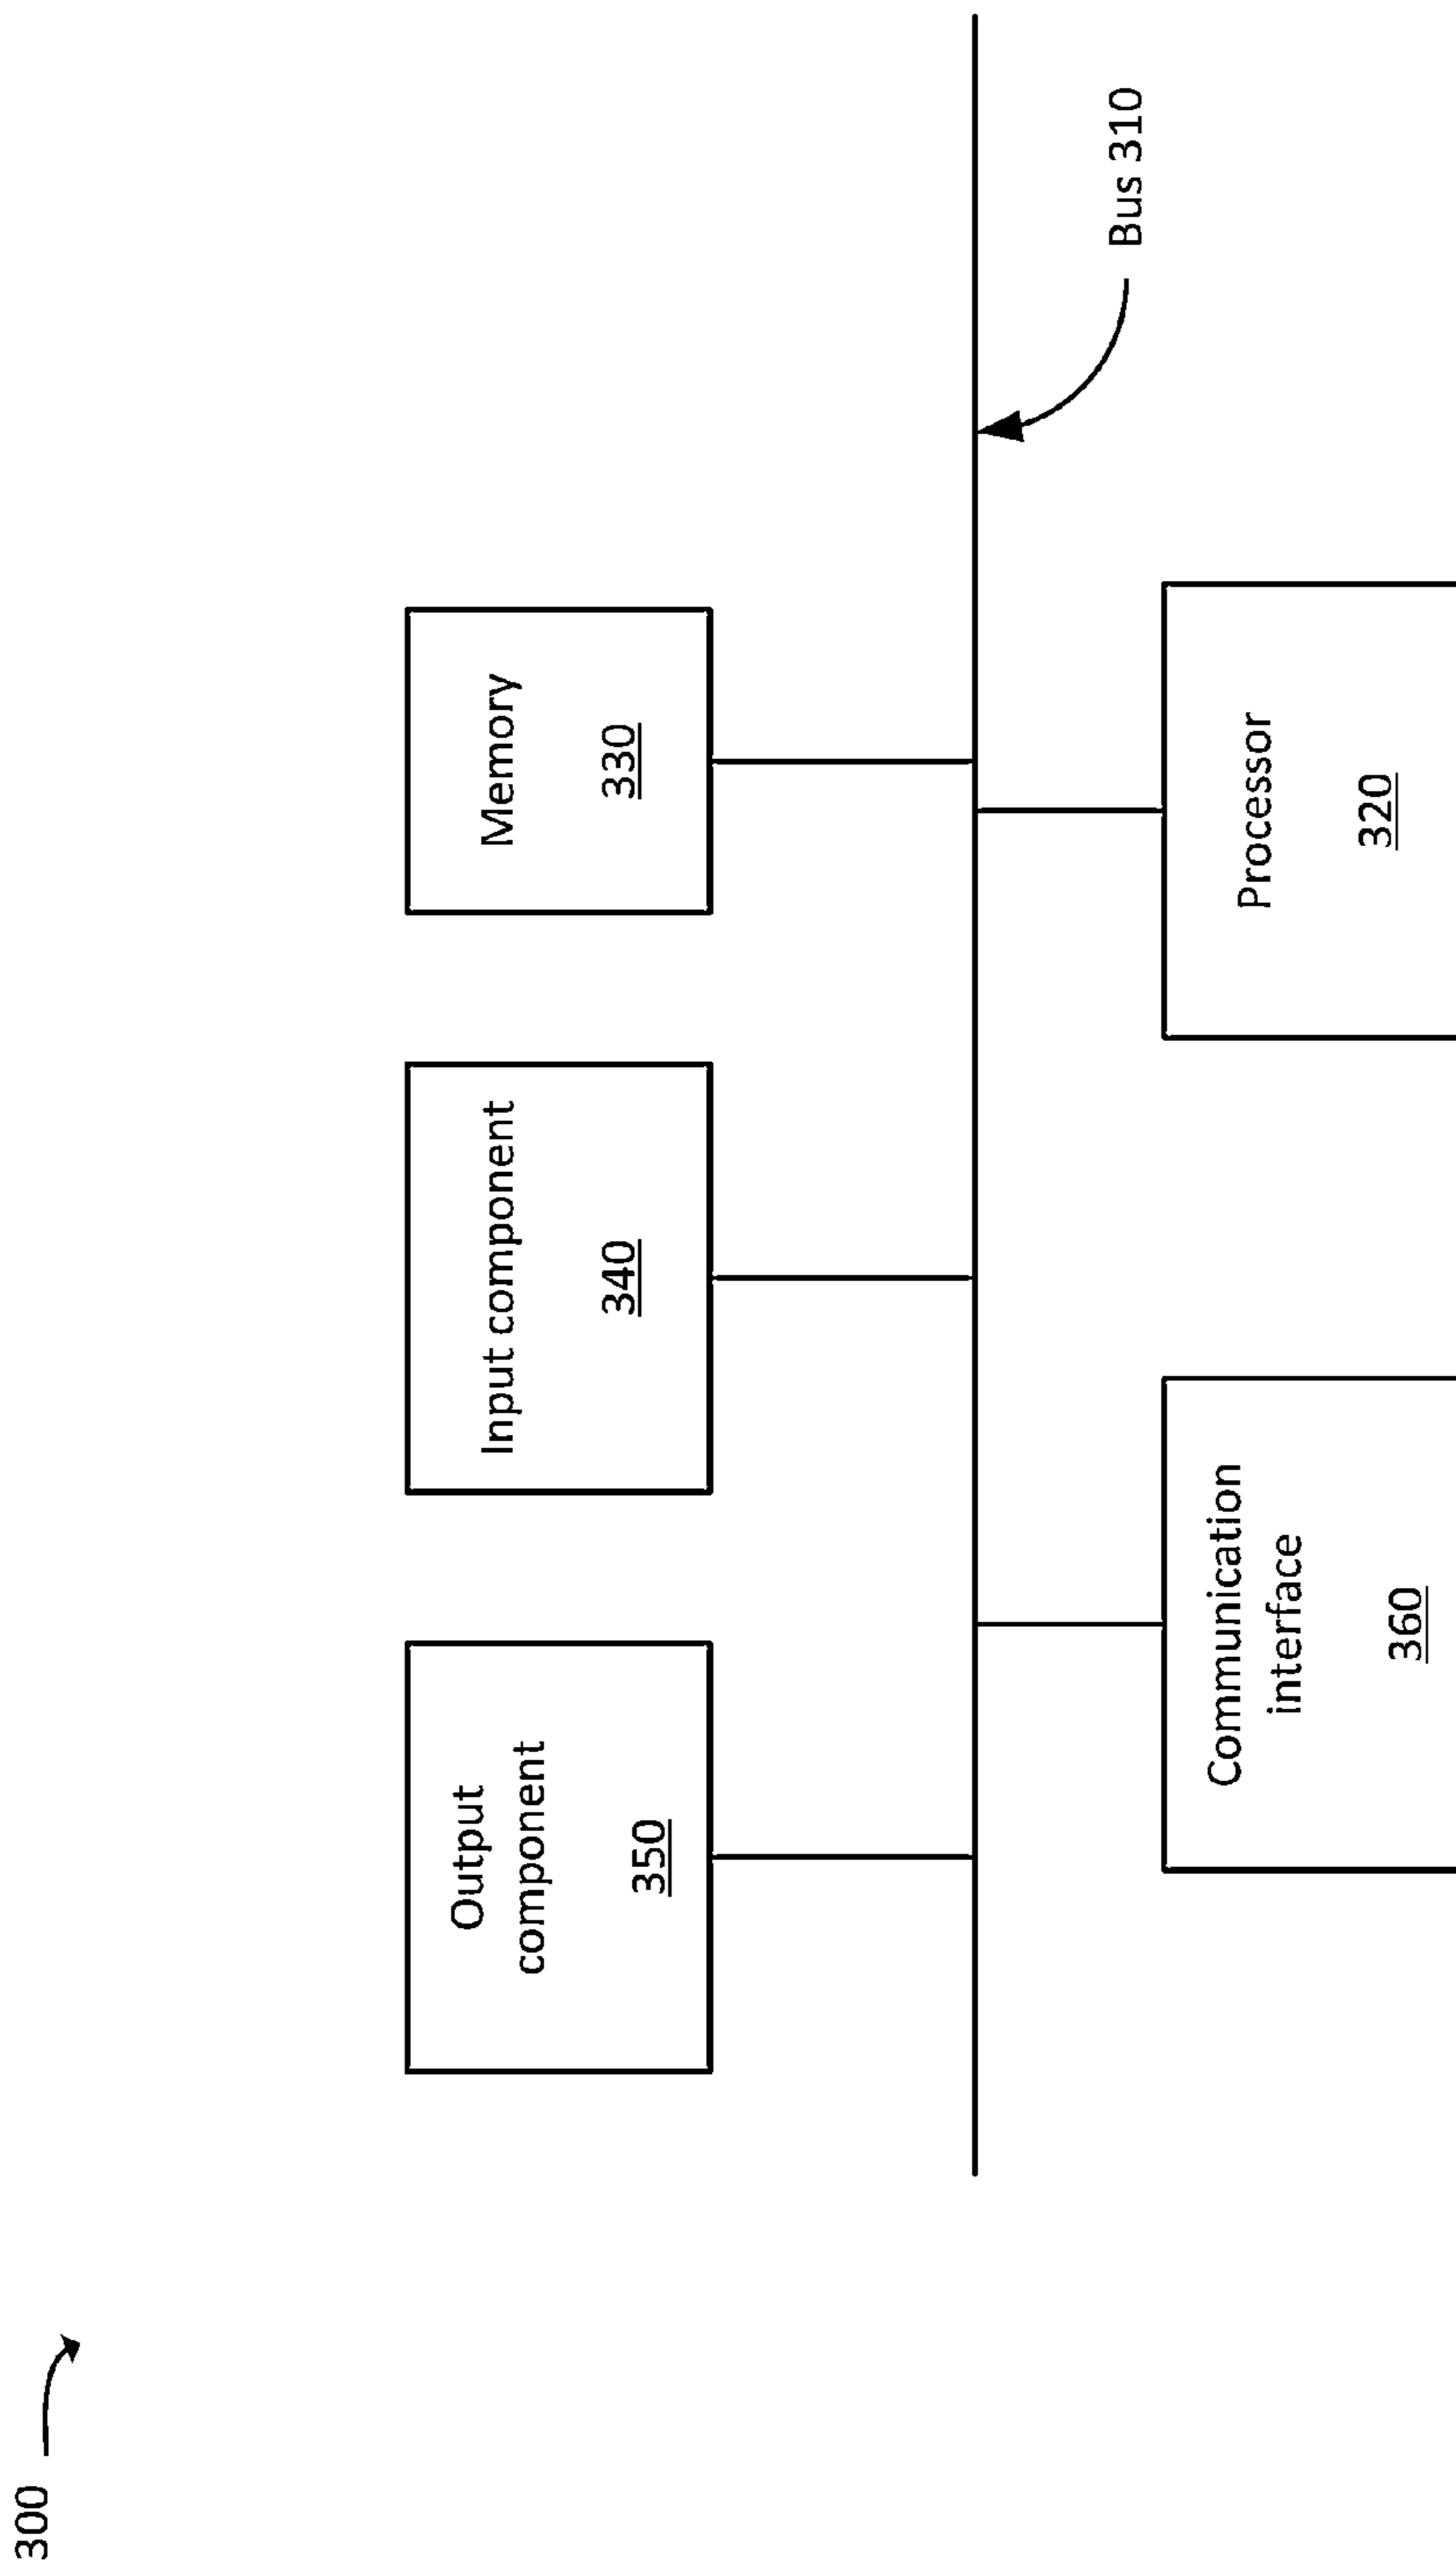 300
Output
component
350
Input component
340
Memory
330
Bus 310
Communication
interface
360
Processor
320